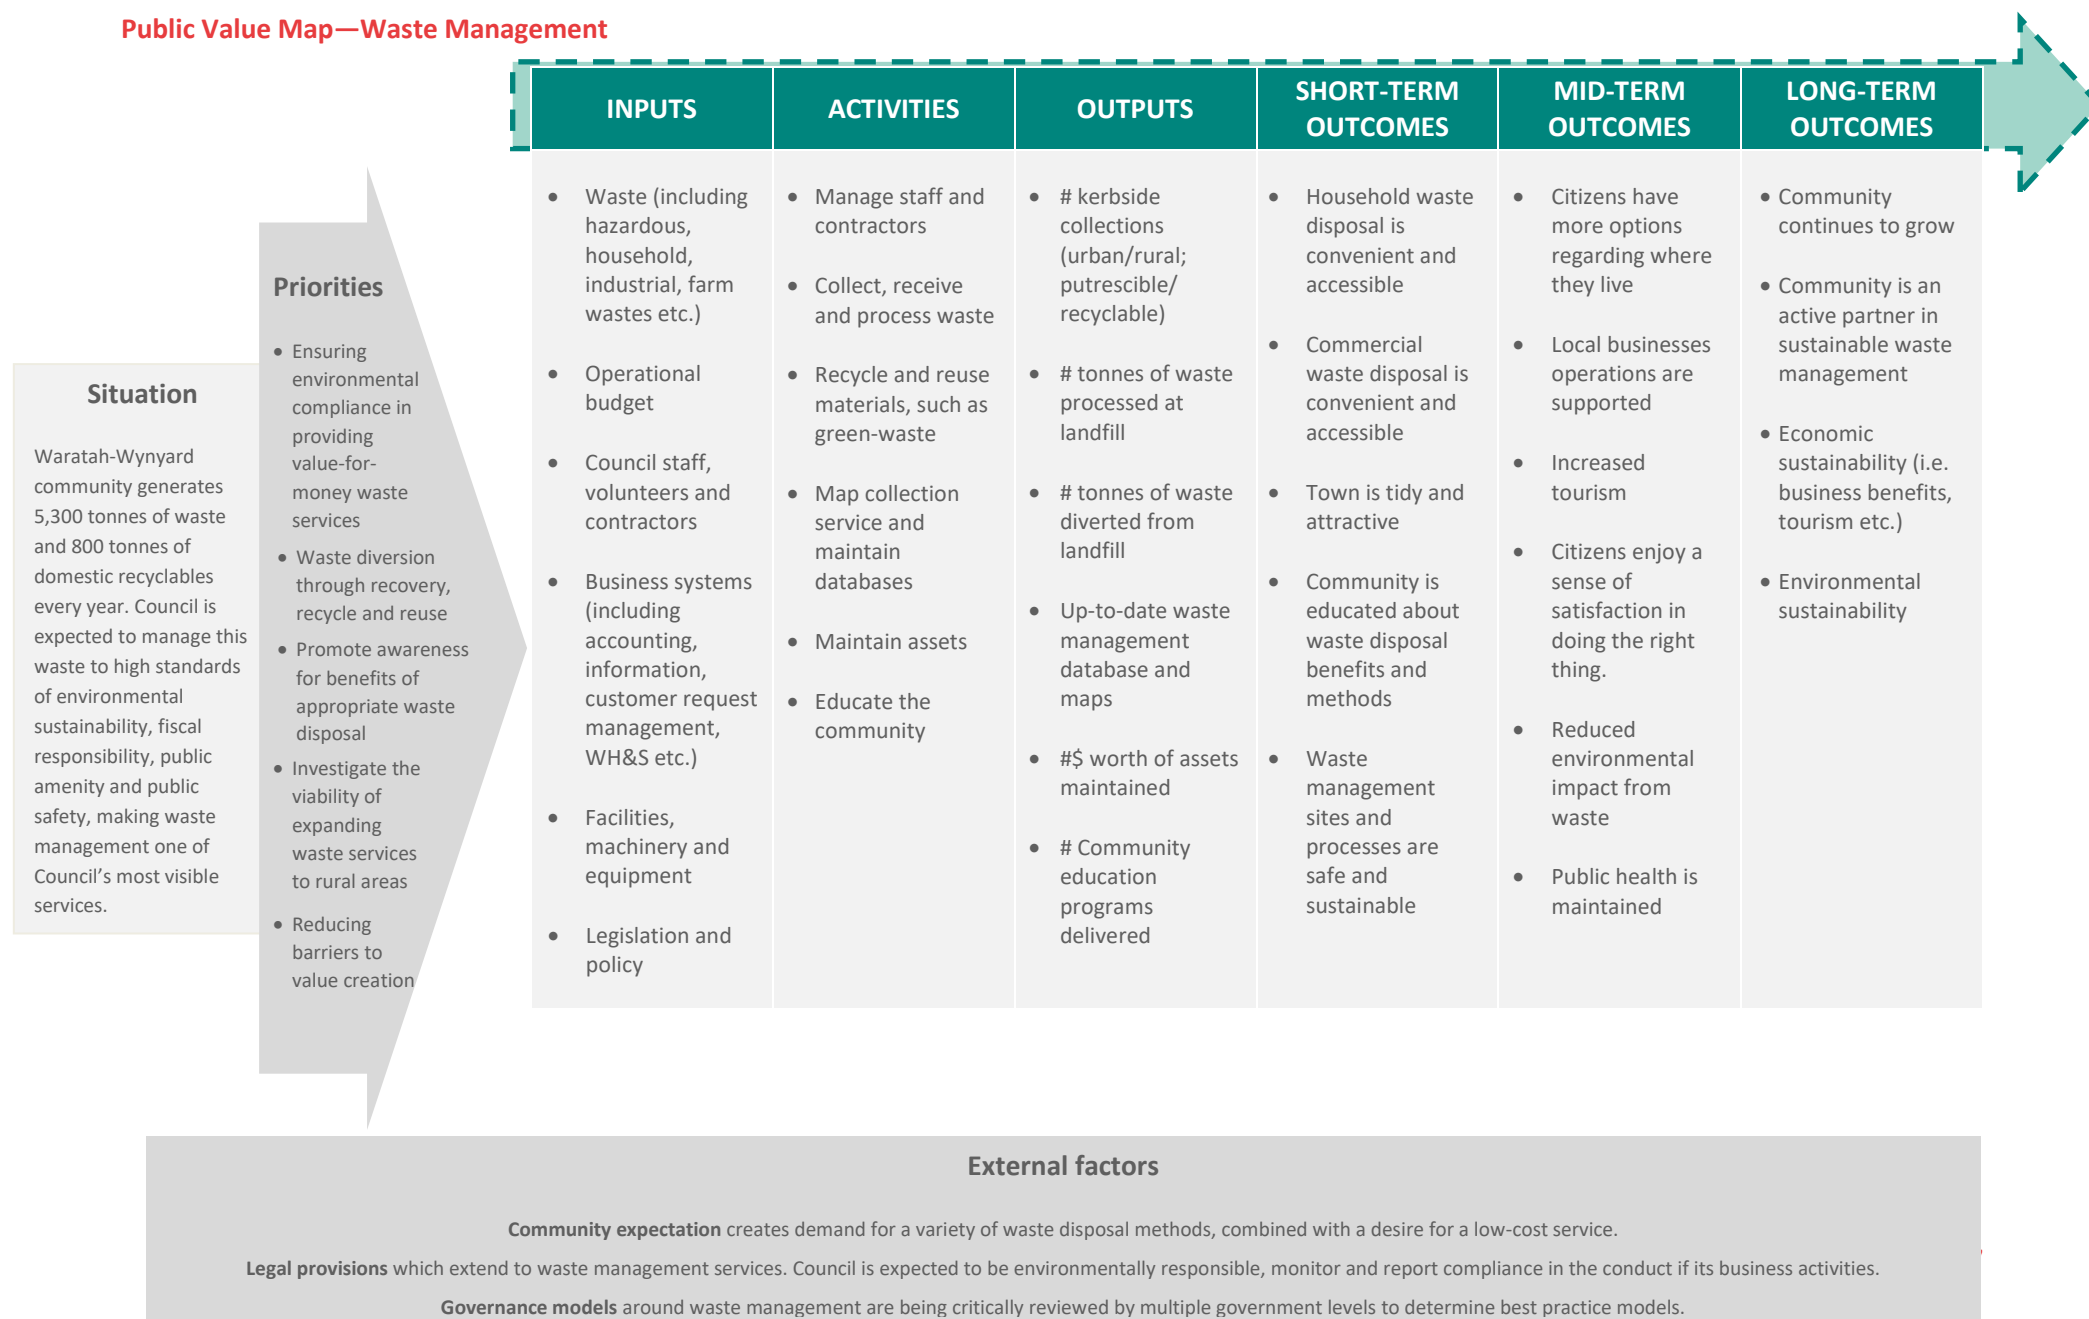 Public Value Map—Waste Management
INPUTS
ACTIVITIES
OUTPUTS
SHORT-TERM
OUTCOMES
MID-TERM
OUTCOMES
LONG-TERM
OUTCOMES
Situation
Waratah-Wynyard
community generates
5,300 tonnes of waste
and 800 tonnes of
domestic recyclables
every year. Council is
expected to manage this
waste to high standards
of environmental
sustainability, fiscal
responsibility, public
amenity and public
safety, making waste
management one of
Council's most visible
services.
Priorities
• Ensuring
environmental
compliance in
providing
value-for-
money waste
services
• Waste diversion
through recovery,
recycle and reuse
• Promote awareness
for benefits of
appropriate waste
disposal
• Investigate the
viability of
expanding
waste services
to rural areas
• Reducing
barriers to
value creation
• Waste (including
hazardous,
household,
industrial, farm
wastes etc.)
• Operational
budget
• Council staff,
volunteers and
contractors
• Business systems
(including
accounting,
information,
customer request
management,
WH&S etc.)
• Facilities,
machinery and
equipment
• Legislation and
policy
• Manage staff and
contractors
• Collect, receive
and process waste
• Recycle and reuse
materials, such as
green-waste
• Map collection
service and
maintain
databases
• Maintain assets
• Educate the
community
• # kerbside
collections
(urban/rural;
putrescible/
recyclable)
• # tonnes of waste
processed at
landfill
• # tonnes of waste
diverted from
landfill
• Up-to-date waste
management
database and
maps
• #$ worth of assets
maintained
• # Community
education
programs
delivered
• Household waste
disposal is
convenient and
accessible
• Commercial
waste disposal is
convenient and
accessible
• Town is tidy and
attractive
• Community is
educated about
waste disposal
benefits and
methods
• Waste
management
sites and
processes are
safe and
sustainable
• Citizens have
more options
regarding where
they live
• Local businesses
operations are
supported
• Increased
tourism
• Citizens enjoy a
sense of
satisfaction in
doing the right
thing.
• Reduced
environmental
impact from
waste
• Public health is
maintained
• Community
continues to grow
• Community is an
active partner in
sustainable waste
management
• Economic
sustainability (i.e.
business benefits,
tourism etc.)
• Environmental
sustainability
External factors
Community expectation creates demand for a variety of waste disposal methods, combined with a desire for a low-cost service.
Legal provisions which extend to waste management services. Council is expected to be environmentally responsible, monitor and report compliance in the conduct if its business activities.
Governance models around waste management are being critically reviewed by multiple government levels to determine best practice models.